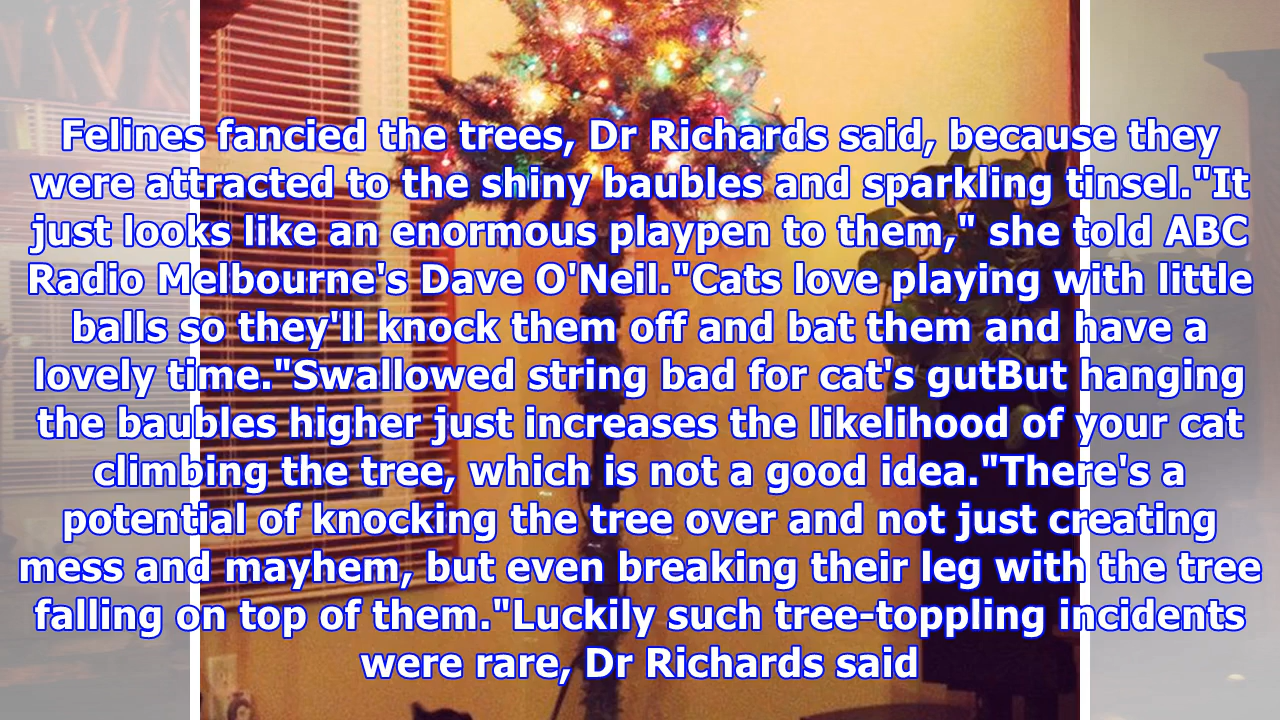 Felines fancied the trees, Dr Richards said, because they
were attracted to the shiny baubles and sparkling tinsel."It
just looks like an enormous playpen to them," she told ABC
Radio Melbourne's Dave O'Neil."Cats love playing with little
balls so they'll knock them off and bat them and have a
lovely time."Swallowed string bad for cat's gutBut hanging
the baubles higher just increases the likelihood of your cat
climbing the tree, which is not a good idea."There's a
potential of knocking the tree over and not just creating
mess and mayhem, but even breaking their leg with the tree
falling on top of them."Luckily such tree-toppling incidents
were rare, Dr Richards said